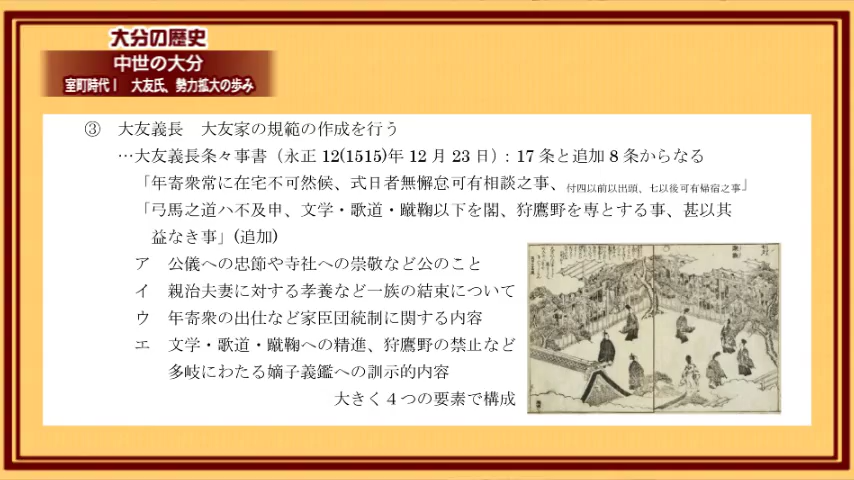 大分の歴史
中世の大分
室町時代Ⅰ 大友氏、勢力拡大の歩み
③ 大友義長 大友家の規範の作成を行う
…大友義長条々事書(永正 12(1515)年 12 月 23 日):17 条と追加 8 条からなる
「年寄衆常に在宅不可然候、式日者無懈怠可有相談之事、付四以前以出頭、七以後可有帰宿之事」
「弓馬之道ハ不及申、文学・歌道・蹴鞠以下を閣、狩鷹野を専とする事、甚以其
益なき事」(追加)
ア 公儀への忠節や寺社への崇敬など公のこと
イ 親治夫妻に対する孝養など一族の結束について
ウ 年寄衆の出仕など家臣団統制に関する内容
エ 文学・歌道・蹴鞠への精進、狩鷹野の禁止など
多岐にわたる嫡子義鑑への訓示的内容
大きく4つの要素で構成